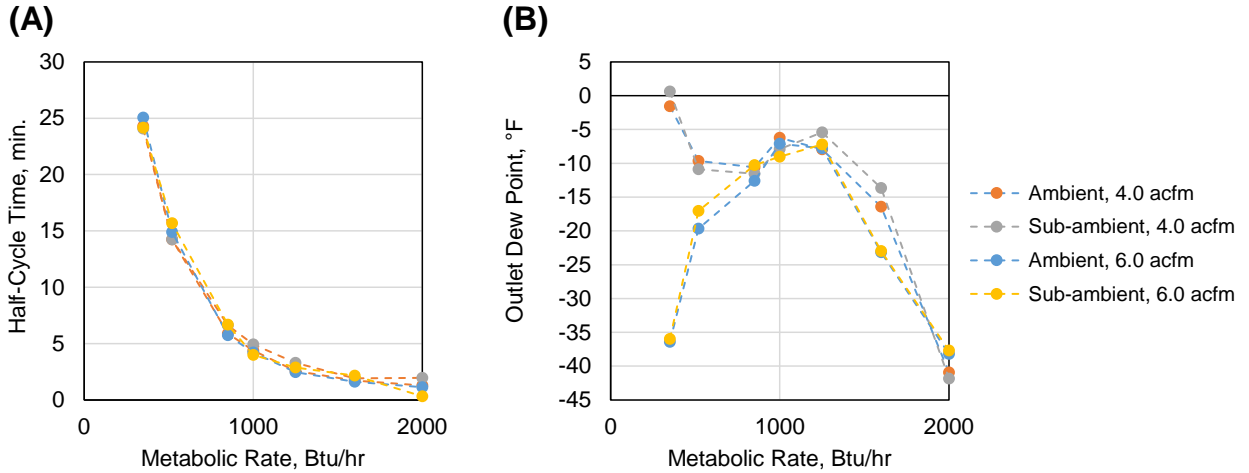 (A)
(B)
Half-Cycle Time, min.
30
25
20
15
10
5
0
0 1000 2000
Metabolic Rate, Btu/hr
Outlet Dew Point, °F
5
0
-5
-10
-15
-20
-25
-30
-35
-40
-45
0 1000 2000
Metabolic Rate, Btu/hr
Ambient, 4.0 acfm
Sub-ambient, 4.0 acfm
Ambient, 6.0 acfm
Sub-ambient, 6.0 acfm